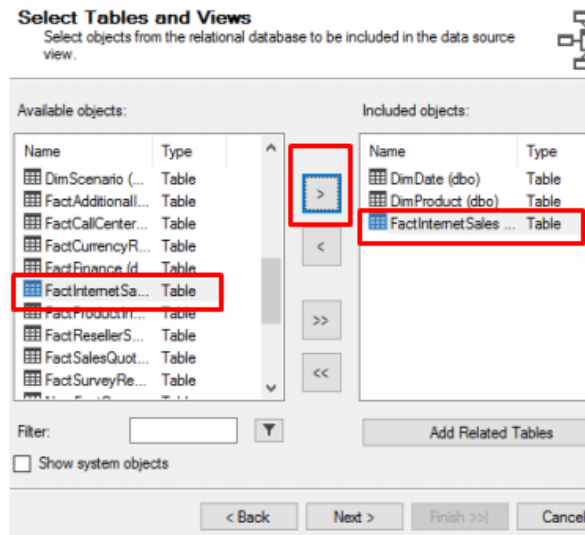 Select Tables and Views
Select objects from the relational database to be included in the data source
view.
Available objects:
Included objects:
Name Type
DimScenario (... Table
FactAdditionalI... Table
FactCallCenter... Table
FactCurrencyR... Table
FactFinance (d... Table
FactInternetSa... Table
FactProductIn... Table
FactResellerS... Table
FactSalesQuot... Table
FactSurveyRe... Table
>
<
>>
<<
Name Type
DimDate (dbo) Table
DimProduct (dbo) Table
FactInternetSales ... Table
Filter:
Add Related Tables
Show system objects
< Back
Next >
Finish >>|
Cancel